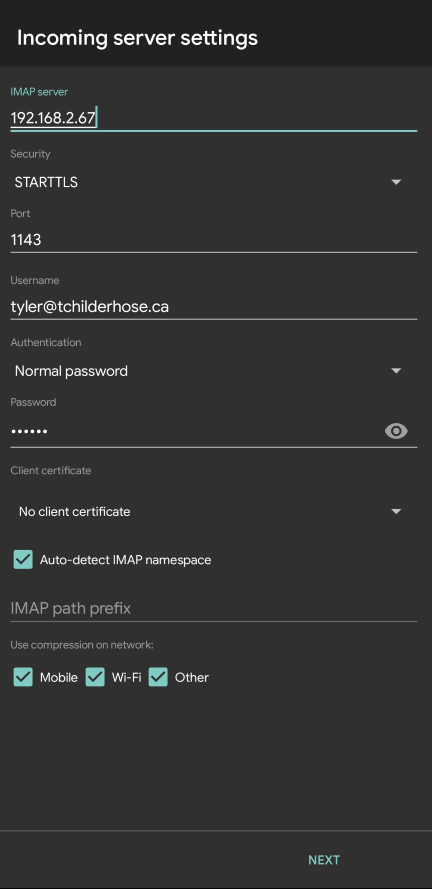 Incoming server settings
IMAP server
192.168.2.67
Security
STARTTLS
Port
1143
Username
tyler@tchilderhose.ca
Authentication
Normal password
Password
••••••
Client certificate
No client certificate
Auto-detect IMAP namespace
IMAP path prefix
Use compression on network:
Mobile Wi-Fi Other
NEXT